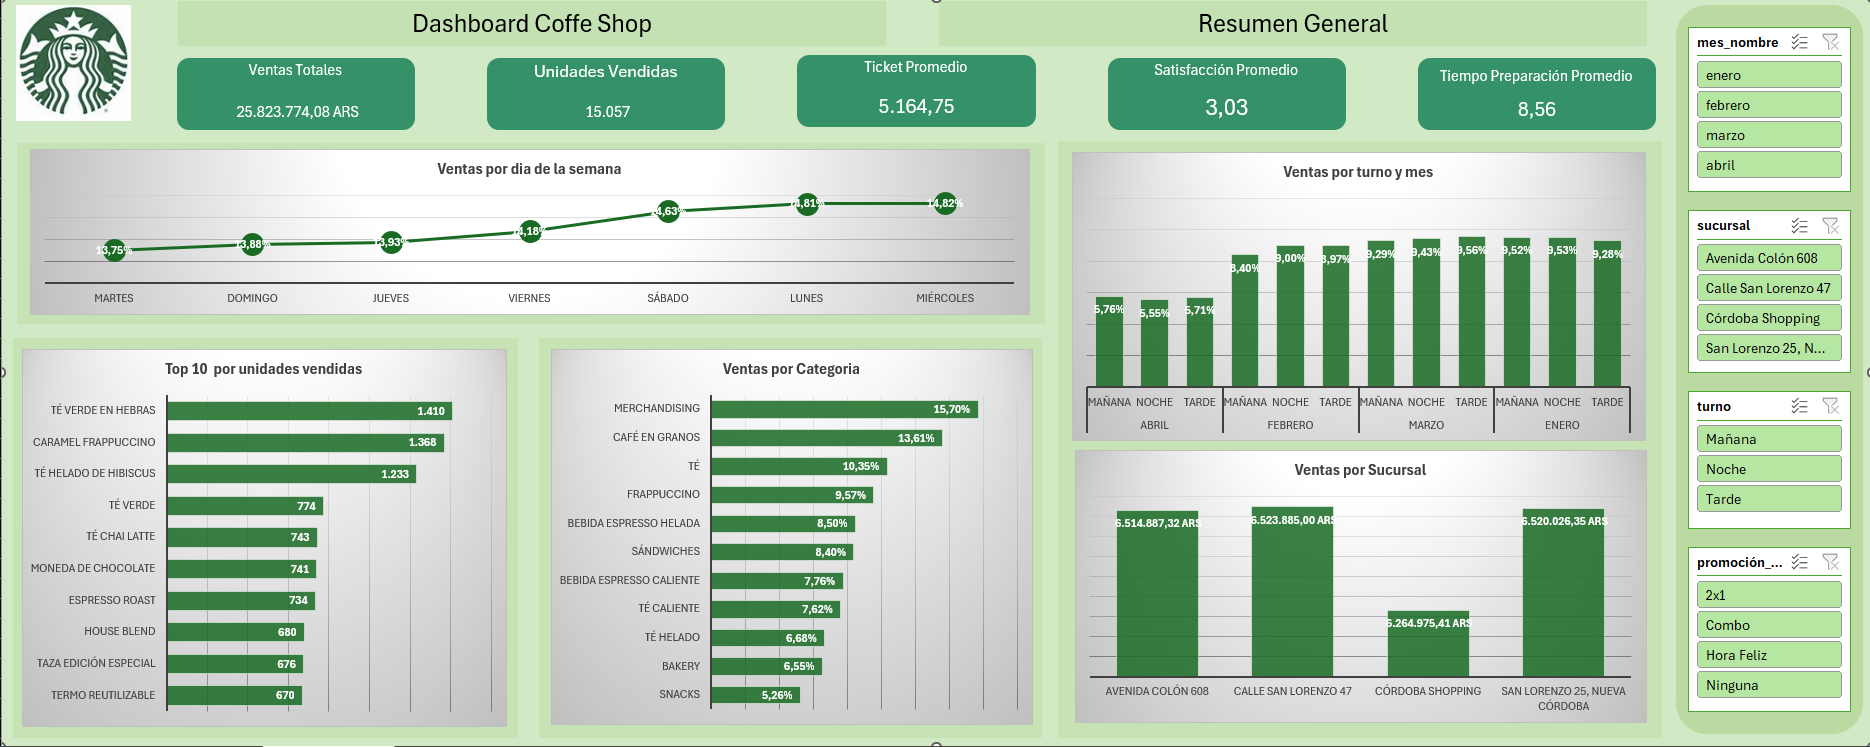 Dashboard Coffe Shop
Resumen General
Ventas Totales
25.823.774,08 ARS
Unidades Vendidas
15.057
Ticket Promedio
5.164,75
Satisfacción Promedio
3,03
Tiempo Preparación Promedio
8,56
Ventas por dia de la semana
13,75%
13,88%
13,93%
14,18%
14,63%
14,81%
14,82%
MARTES
DOMINGO
JUEVES
VIERNES
SÁBADO
LUNES
MIÉRCOLES
Ventas por turno y mes
5,76%
5,55%
5,71%
8,40%
9,00%
8,97%
9,29%
9,43%
9,56%
9,52%
9,53%
9,28%
MAÑANA NOCHE TARDE MAÑANA NOCHE TARDE MAÑANA NOCHE TARDE MAÑANA NOCHE TARDE
ABRIL FEBRERO MARZO ENERO
Top 10 por unidades vendidas
TÉ VERDE EN HEBRAS 1.410
CARAMEL FRAPPUCCINO 1.368
TÉ HELADO DE HIBISCUS 1.233
TÉ VERDE 774
TÉ CHAI LATTE 743
MONEDA DE CHOCOLATE 741
ESPRESSO ROAST 734
HOUSE BLEND 680
TAZA EDICIÓN ESPECIAL 676
TERMO REUTILIZABLE 670
Ventas por Categoria
MERCHANDISING 15,70%
CAFÉ EN GRANOS 13,61%
TÉ 10,35%
FRAPPUCCINO 9,57%
BEBIDA ESPRESSO HELADA 8,50%
SÁNDWICHES 8,40%
BEBIDA ESPRESSO CALIENTE 7,76%
TÉ CALIENTE 7,62%
TÉ HELADO 6,68%
BAKERY 6,55%
SNACKS 5,26%
Ventas por Sucursal
6.514.887,32 ARS
6.523.885,00 ARS
6.264.975,41 ARS
6.520.026,35 ARS
AVENIDA COLÓN 608
CALLE SAN LORENZO 47
CÓRDOBA SHOPPING
SAN LORENZO 25, NUEVA
CÓRDOBA
mes_nombre
enero
febrero
marzo
abril
sucursal
Avenida Colón 608
Calle San Lorenzo 47
Córdoba Shopping
San Lorenzo 25, N...
turno
Mañana
Noche
Tarde
promoción_...
2x1
Combo
Hora Feliz
Ninguna